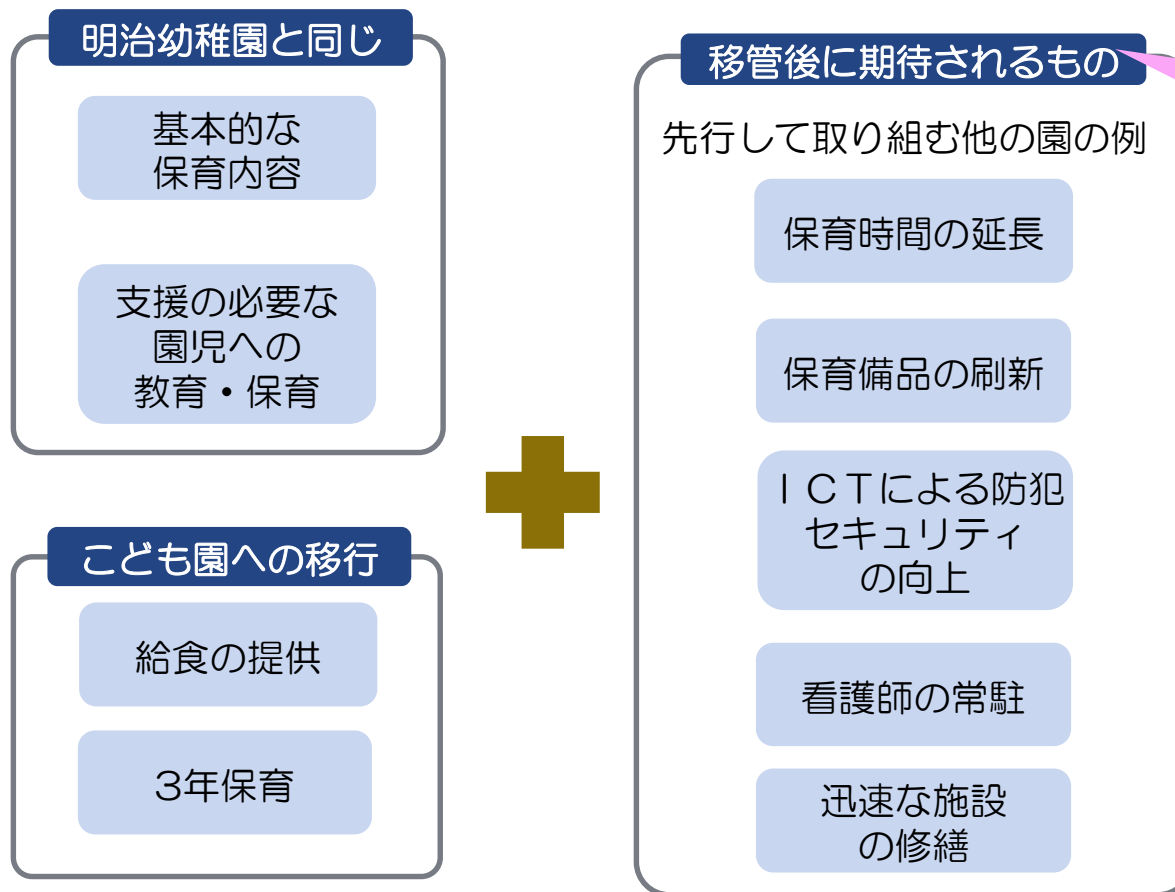 明治幼稚園と同じ
基本的な
保育内容
支援の必要な
園児への
教育・保育
こども園への移行
給食の提供
3年保育
移管後に期待されるもの
先行して取り組む他の園の例
保育時間の延長
保育備品の刷新
ＩＣＴによる防犯
セキュリティ
の向上
看護師の常駐
迅速な施設
の修繕